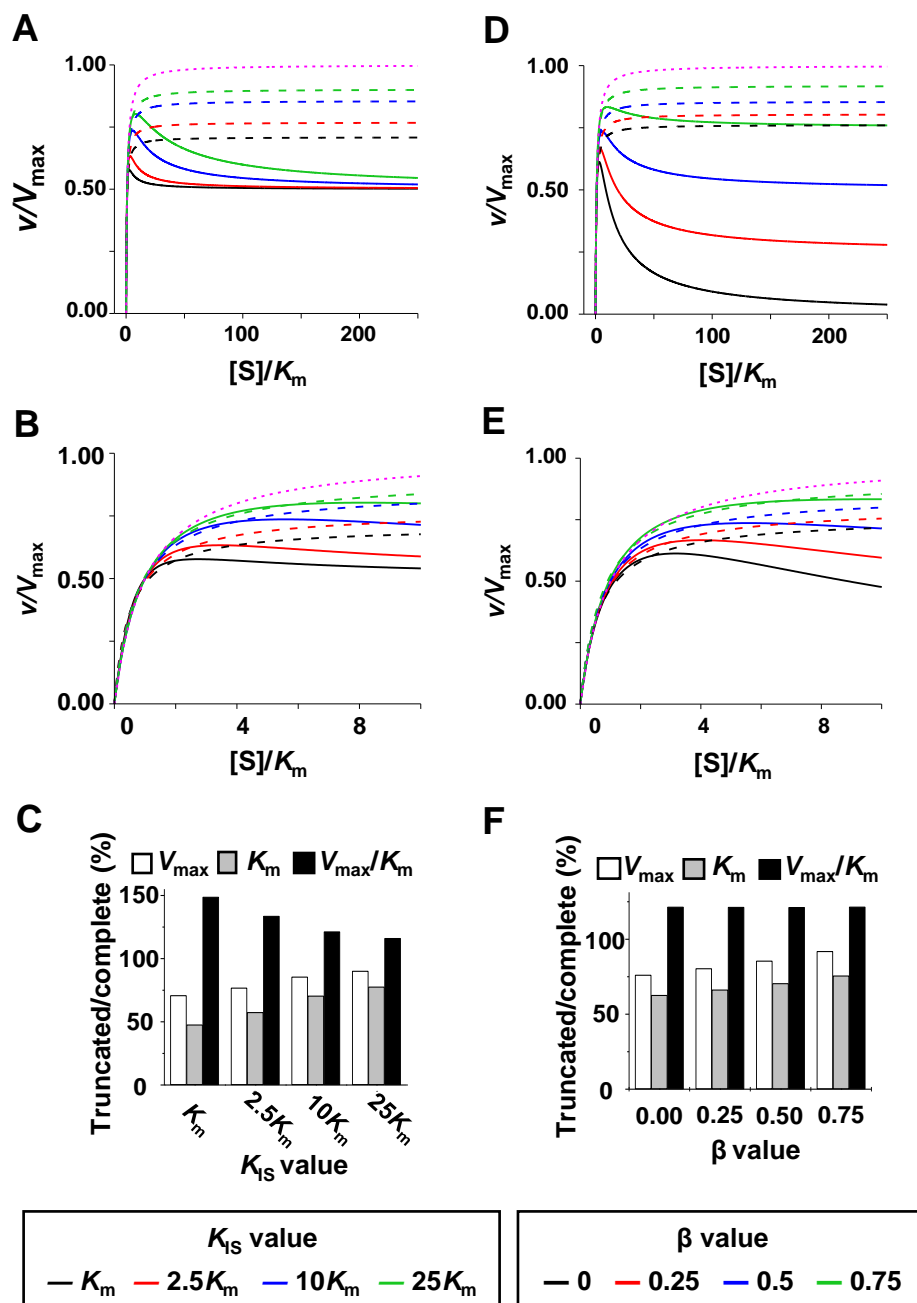 A
1.00
0.50
0.00
v/Vmax
0 100 200
[S]/Km
D
1.00
0.50
0.00
v/Vmax
0 100 200
[S]/Km
B
1.00
0.50
0.00
v/Vmax
0 4 8
[S]/Km
E
1.00
0.50
0.00
v/Vmax
0 4 8
[S]/Km
C
Vmax Km Vmax/Km
Truncated/complete (%)
150
100
50
0
Km 2.5Km 10Km 25Km
KIS value
F
Vmax Km Vmax/Km
Truncated/complete (%)
100
50
0
0.00 0.25 0.50 0.75
β value
KIS value
Km 2.5Km 10Km 25Km
β value
0 0.25 0.5 0.75